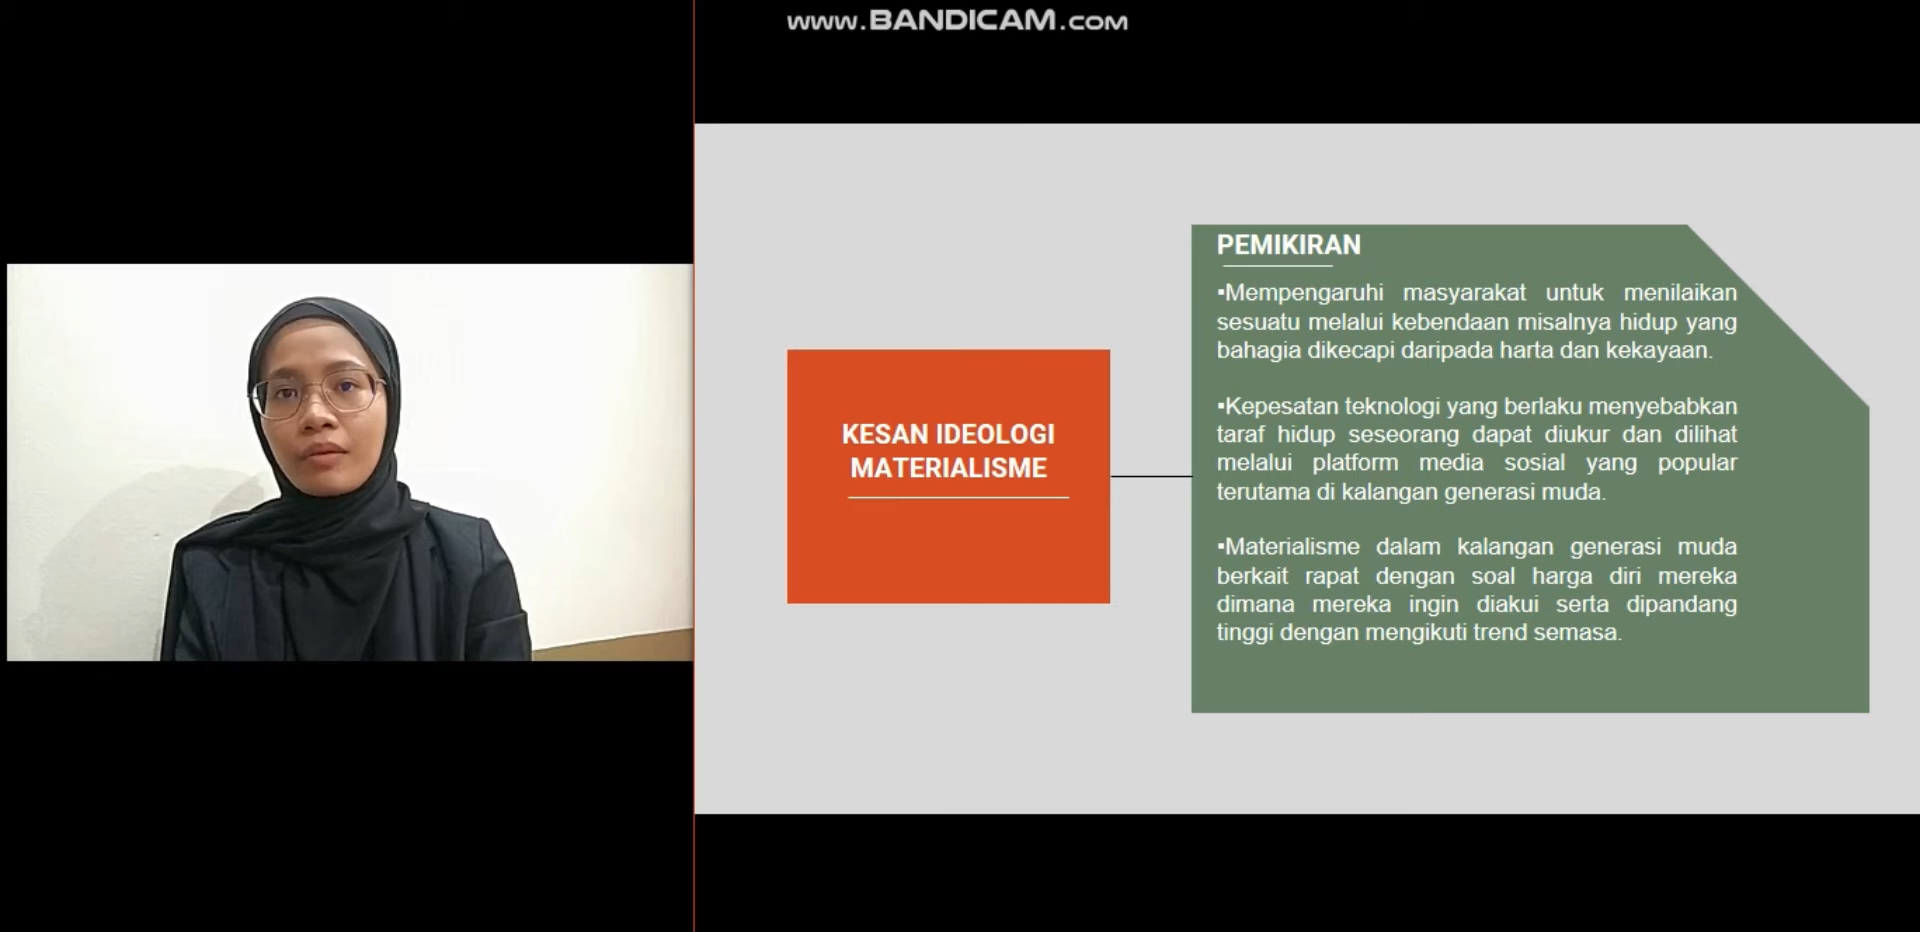 www.BANDICAM.COM
KESAN IDEOLOGI
MATERIALISME
PEMIKIRAN
▪Mempengaruhi masyarakat untuk menilaikan
sesuatu melalui kebendaan misalnya hidup yang
bahagia dikecapi daripada harta dan kekayaan.
▪Kepesatan teknologi yang berlaku menyebabkan
taraf hidup seseorang dapat diukur dan dilihat
melalui platform media sosial yang popular
terutama di kalangan generasi muda.
▪Materialisme dalam kalangan generasi muda
berkait rapat dengan soal harga diri mereka
dimana mereka ingin diakui serta dipandang
tinggi dengan mengikuti trend semasa.